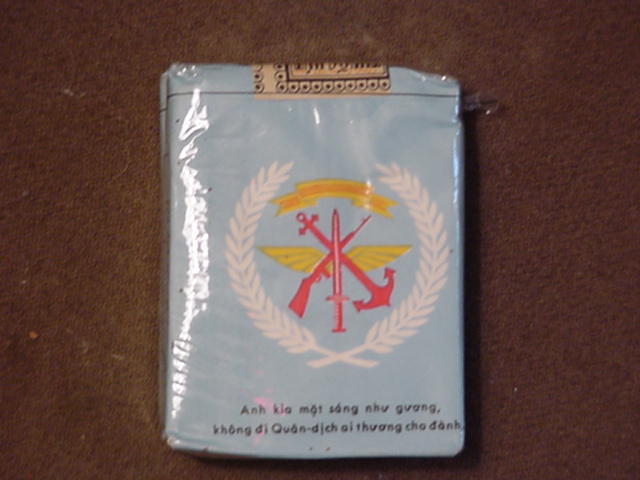 Anh kia mặt sáng như gương,
không đi Quân-dịch ai thương cho đành.